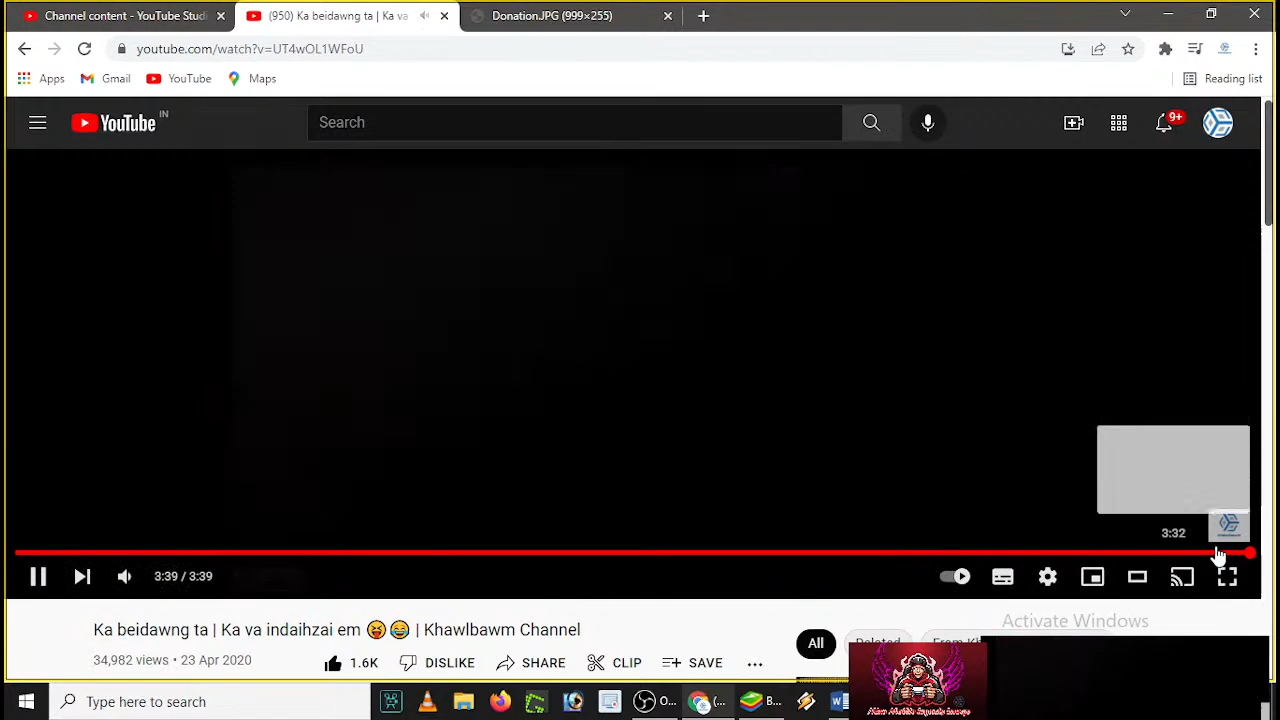 Channel content - YouTube Studi
(950) Ka beidawng ta | Ka va
Donation.JPG (999×255)
youtube.com/watch?v=UT4wOL1WFoU
Apps
Gmail
YouTube
Maps
Reading list
YouTube IN
Search
9+
3:32
3:39 / 3:39
Ka beidawng ta | Ka va indaihzai em 😝😂 | Khawlbawm Channel
34,982 views • 23 Apr 2020
1.6K
DISLIKE
SHARE
CLIP
SAVE
All
Related
Activate Windows
Type here to search
O...
(...
B...